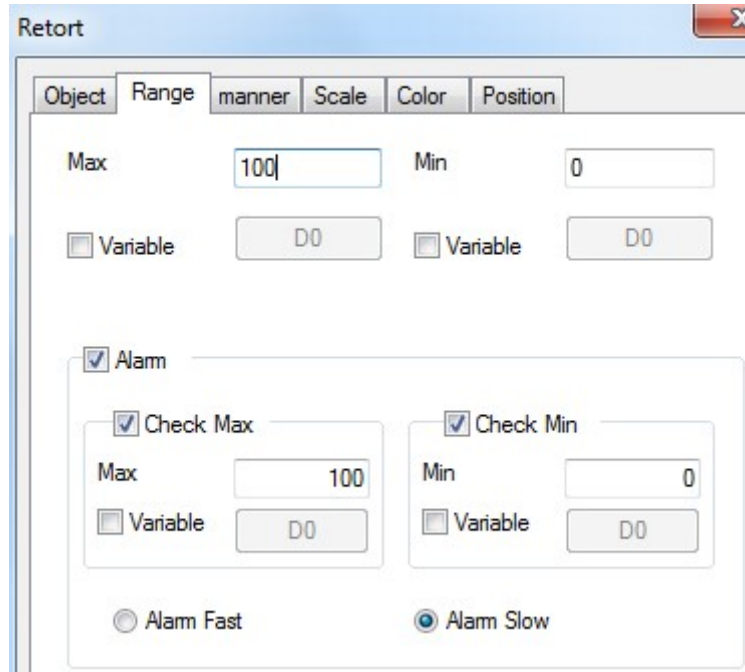 Retort
Object Range manner Scale Color Position
Max 100 Min 0
Variable D0 Variable D0
Alarm
Check Max Check Min
Max 100 Min 0
Variable D0 Variable D0
Alarm Fast Alarm Slow